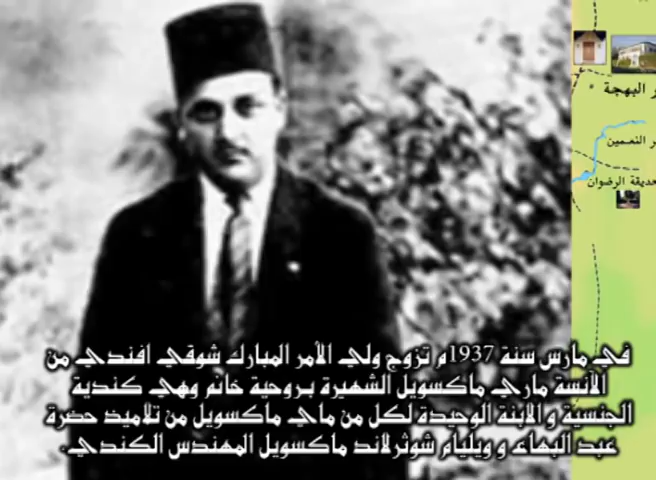 البهجة
النعمين
حديقة الرضوان
في مارس سنة 1937م تزوج ولي الأمر المبارك شوقي افندي من
الآنسة ماري ماكسويل الشهيرة بروحية خانم وهي كندية
الجنسية و الابنة الوحيدة لكل من ماي ماكسويل من تلاميذ حضرة
عبد البهاء و ويليام شوثرلاند ماكسويل المهندس الكندي.